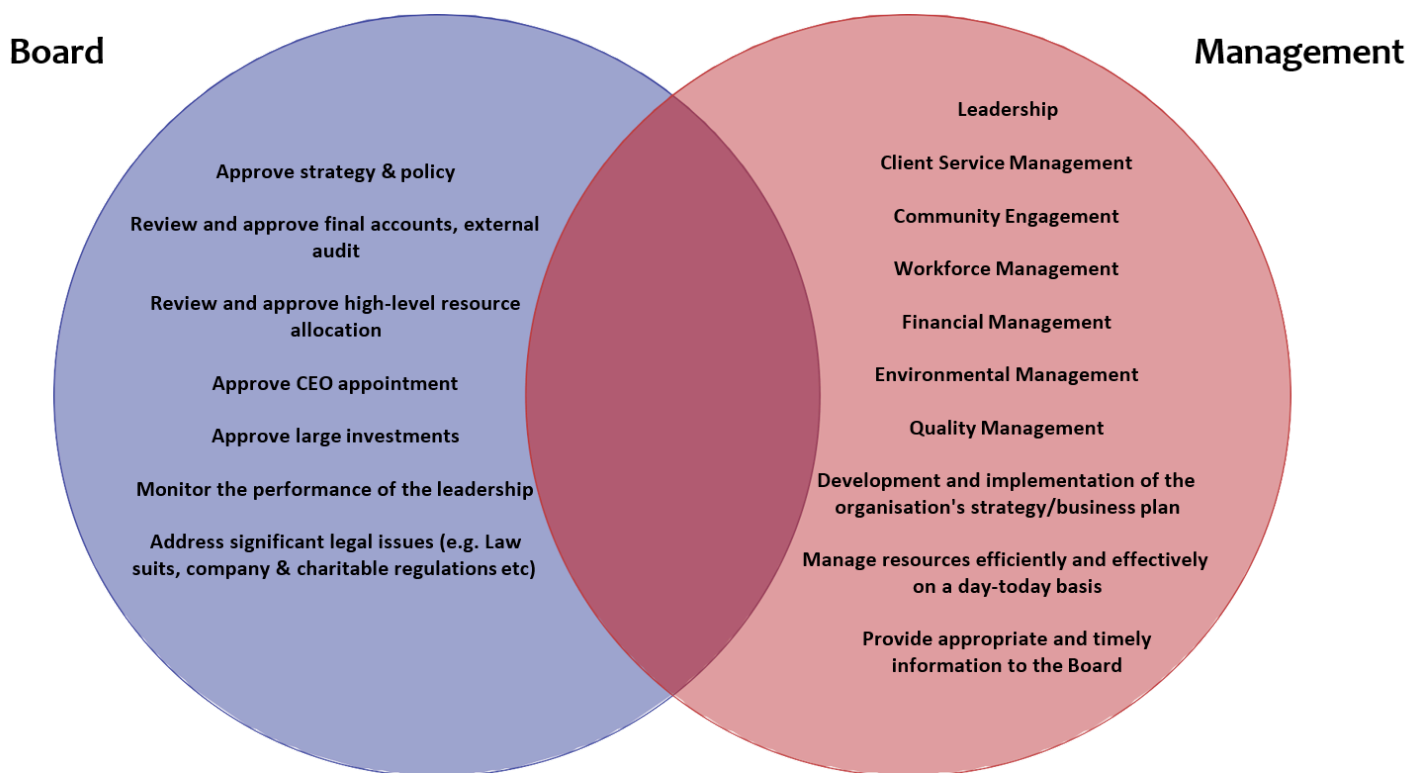 Board
Management
Approve strategy & policy
Review and approve final accounts, external
audit
Review and approve high-level resource
allocation
Approve CEO appointment
Approve large investments
Monitor the performance of the leadership
Address significant legal issues (e.g. Law
suits, company & charitable regulations etc)
Leadership
Client Service Management
Community Engagement
Workforce Management
Financial Management
Environmental Management
Quality Management
Development and implementation of the
organisation's strategy/business plan
Manage resources efficiently and effectively
on a day-today basis
Provide appropriate and timely
information to the Board